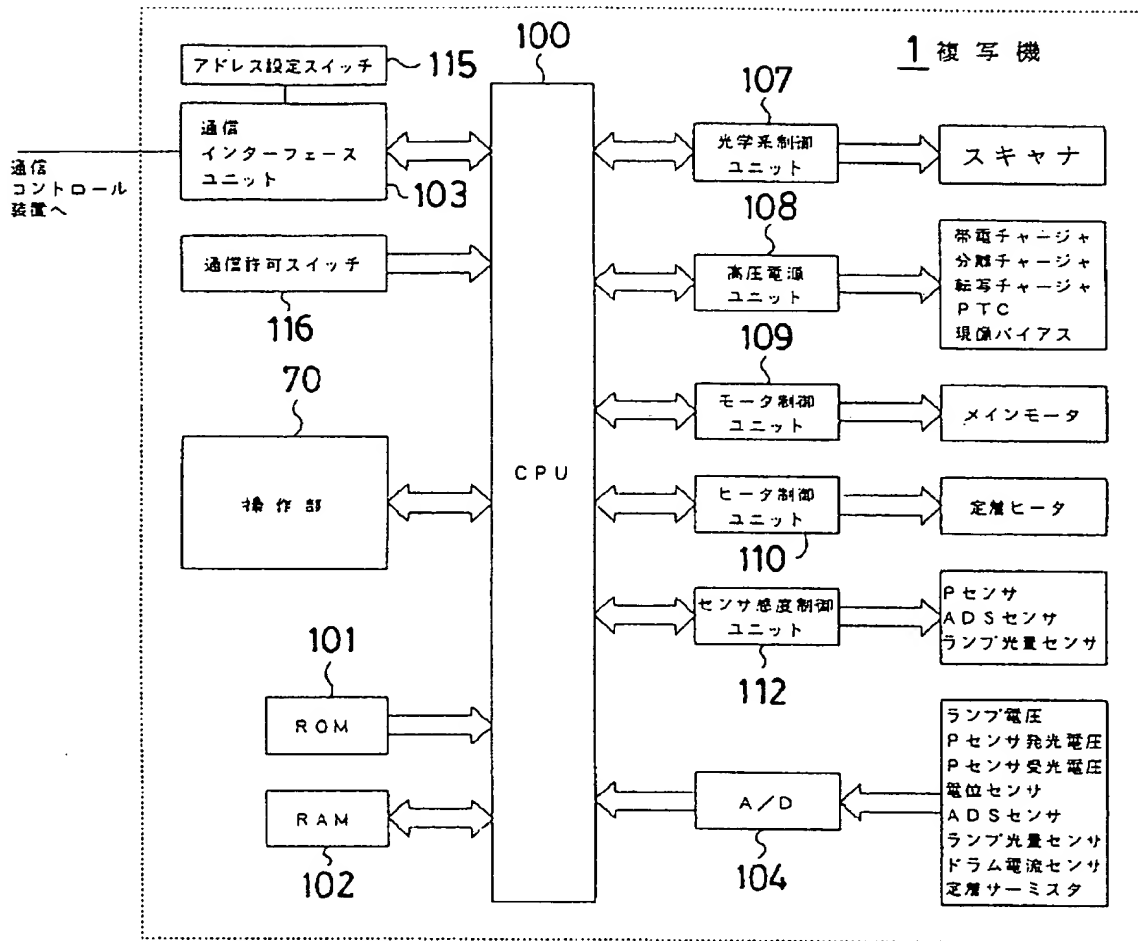 1 複写機
100
アドレス設定スイッチ
115
通信
インターフェース
ユニット
103
通信
コントロール
装置へ
通信許可スイッチ
116
70
操作部
101
ROM
RAM
102
CPU
107
光学系制御
ユニット
スキャナ
108
高圧電源
ユニット
帯電チャージャ
分離チャージャ
転写チャージャ
PTC
現像バイアス
109
モータ制御
ユニット
メインモータ
ヒータ制御
ユニット
110
定着ヒータ
センサ感度制御
ユニット
112
Pセンサ
ADSセンサ
ランプ光量センサ
A/D
104
ランプ電圧
Pセンサ発光電圧
Pセンサ受光電圧
電位センサ
ADSセンサ
ランプ光量センサ
ドラム電流センサ
定着サーミスタ